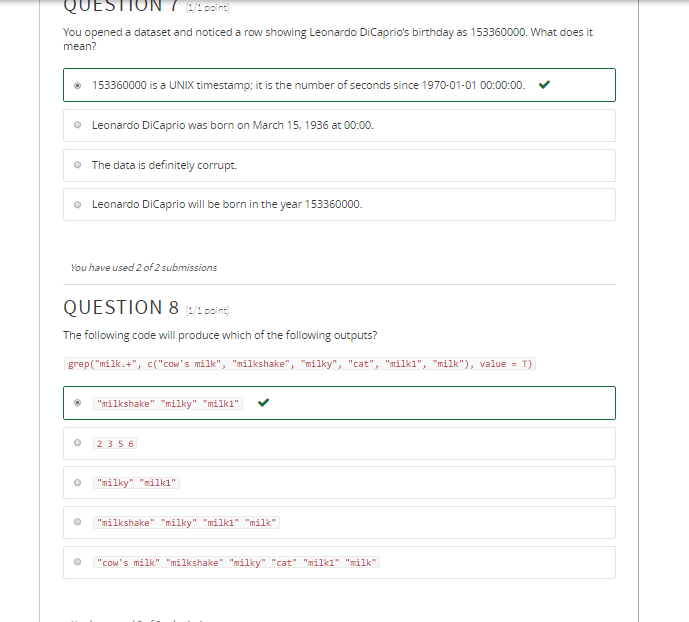 QUESTION 7 (1/1 point)
You opened a dataset and noticed a row showing Leonardo DiCaprio's birthday as 153360000. What does it
mean?
153360000 is a UNIX timestamp; it is the number of seconds since 1970-01-01 00:00:00.
Leonardo DiCaprio was born on March 15, 1936 at 00:00.
The data is definitely corrupt.
Leonardo DiCaprio will be born in the year 153360000.
You have used 2 of 2 submissions
QUESTION 8 (1/1 point)
The following code will produce which of the following outputs?
grep("milk.+", c("cow's milk", "milkshake", "milky", "cat", "milk1", "milk"), value = T)
"milkshake" "milky" "milk1"
2 3 5 6
"milky" "milk1"
"milkshake" "milky" "milk1" "milk"
"cow's milk" "milkshake" "milky" "cat" "milk1" "milk"